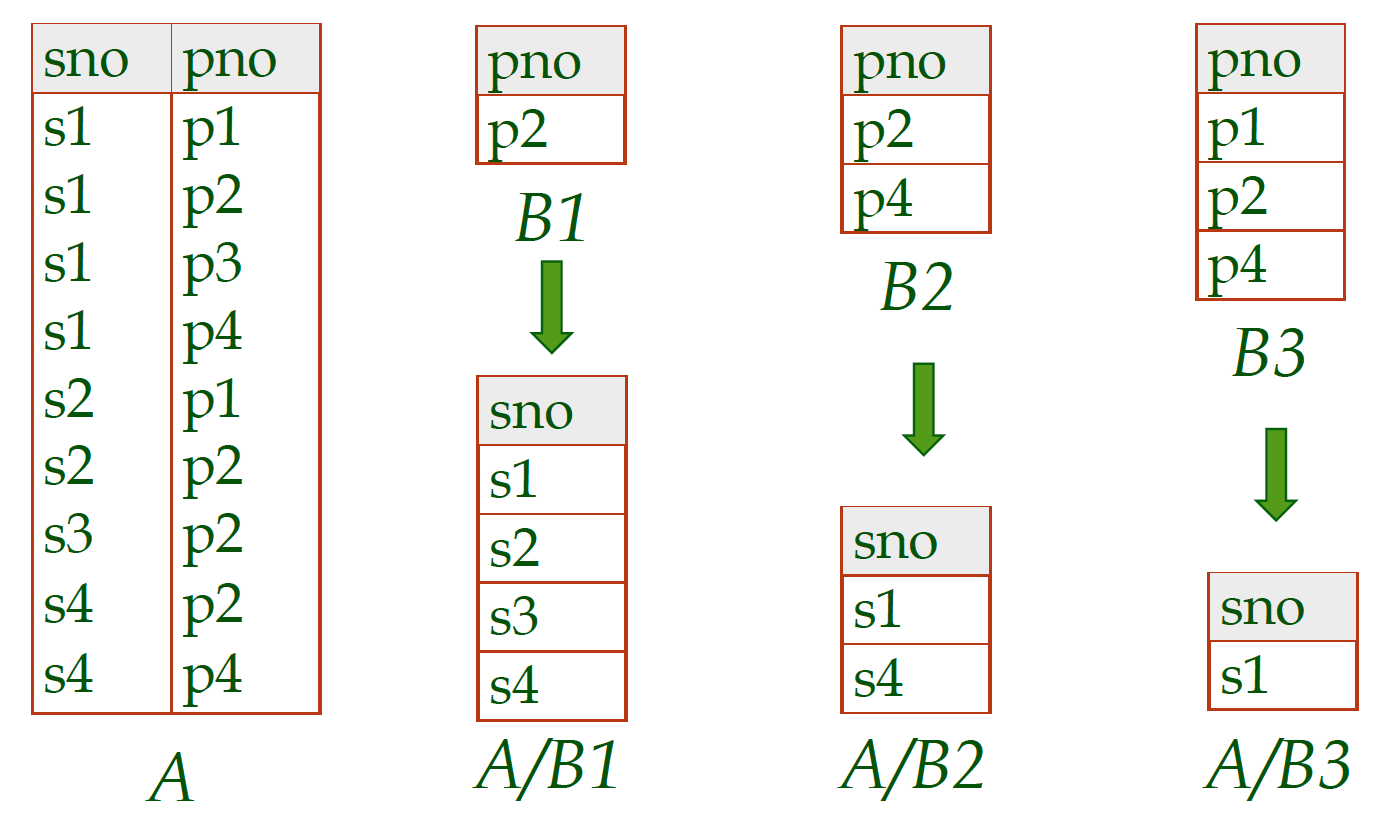 sno pno
s1 p1
s1 p2
s1 p3
s1 p4
s2 p1
s2 p2
s3 p2
s4 p2
s4 p4
A
pno
p2
B1
sno
s1
s2
s3
s4
A/B1
pno
p2
p4
B2
sno
s1
s4
A/B2
pno
p1
p2
p4
B3
sno
s1
A/B3